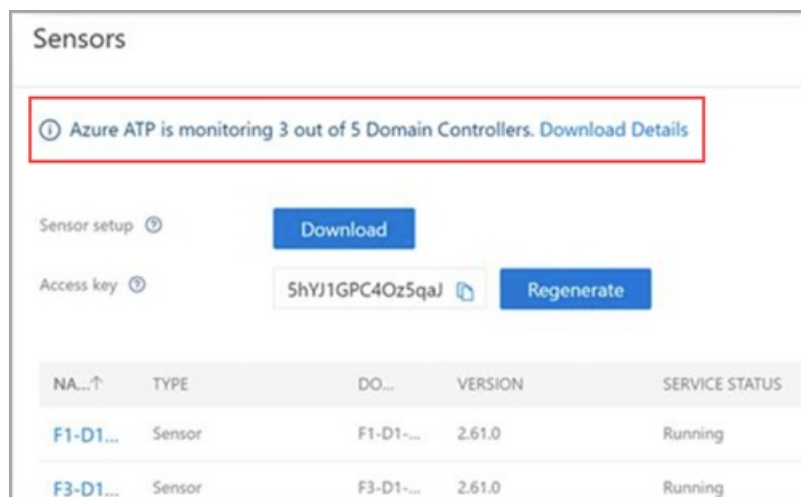 Sensors
Azure ATP is monitoring 3 out of 5 Domain Controllers. Download Details
Sensor setup Download
Access key 5hYJ1GPC4Oz5qaJ Regenerate
NA...↑ TYPE DO... VERSION SERVICE STATUS
F1-D1... Sensor F1-D1-... 2.61.0 Running
F3-D1... Sensor F3-D1-... 2.61.0 Running